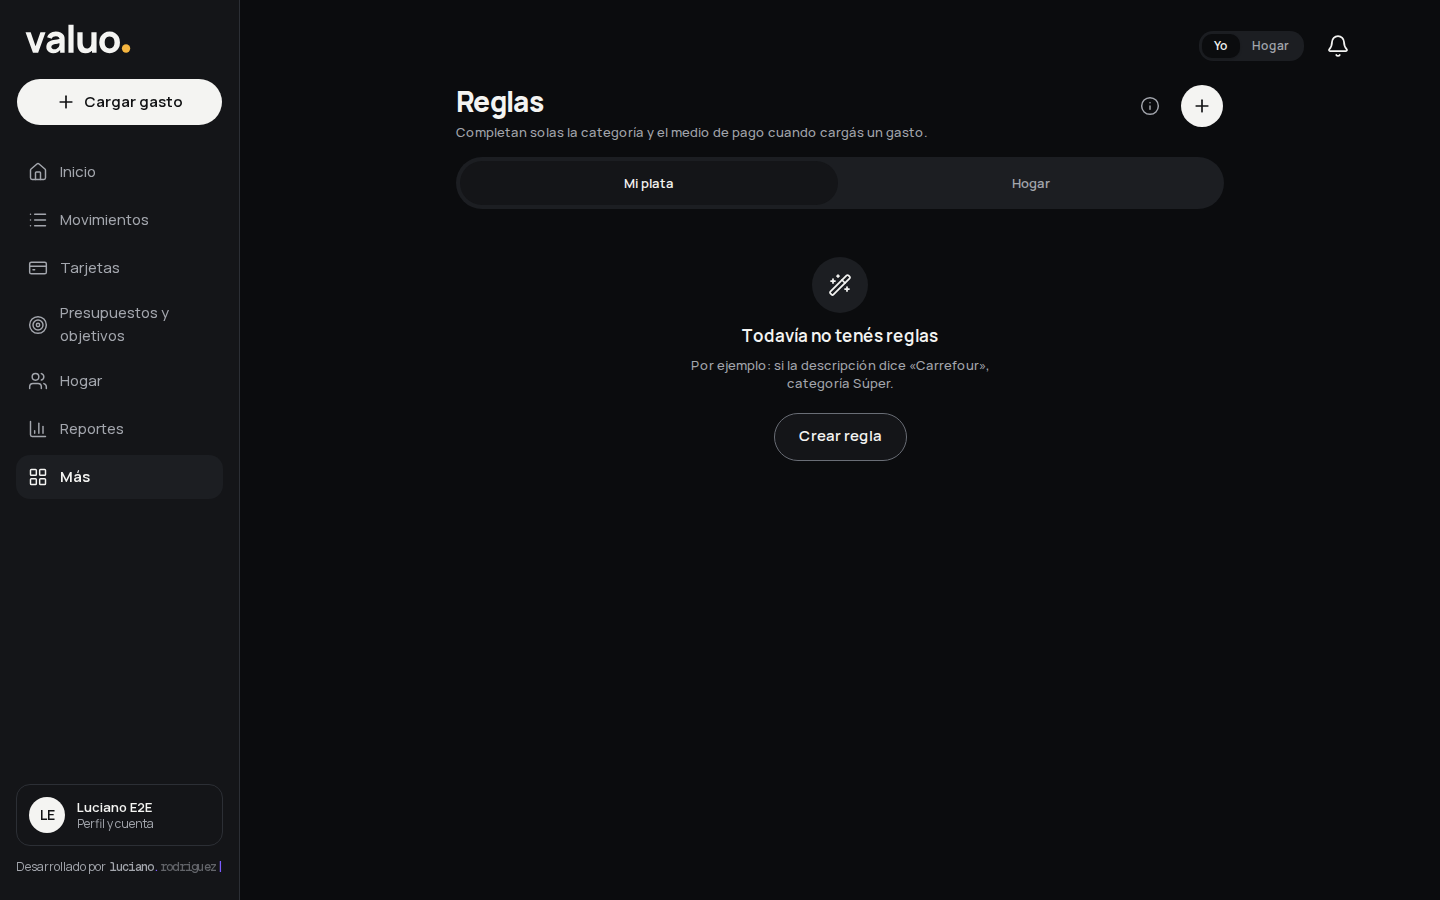 valuo.
Cargar gasto
Inicio
Movimientos
Tarjetas
Presupuestos y
objetivos
Hogar
Reportes
Más
LE
Luciano E2E
Perfil y cuenta
Desarrollado por luciano.rodriguez|
Yo
Hogar
Reglas
Completan solas la categoría y el medio de pago cuando cargás un gasto.
Mi plata
Hogar
Todavía no tenés reglas
Por ejemplo: si la descripción dice «Carrefour»,
categoría Súper.
Crear regla